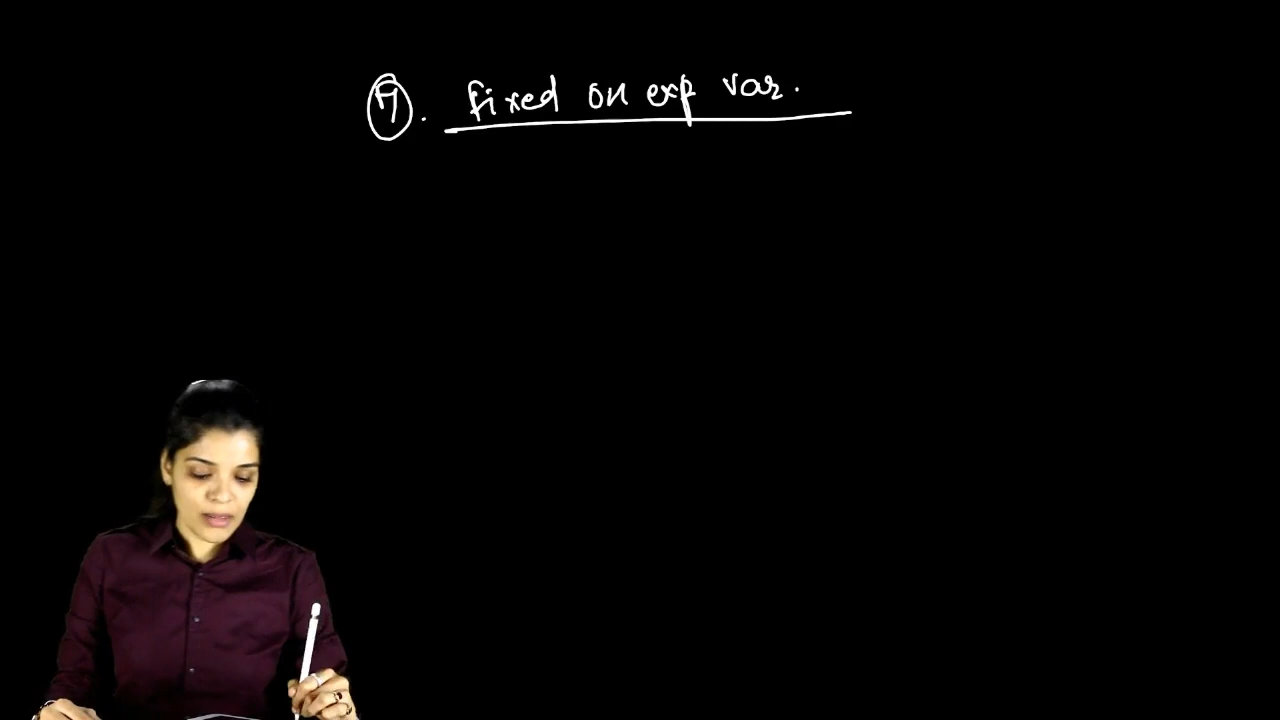 7. fixed on exp var.